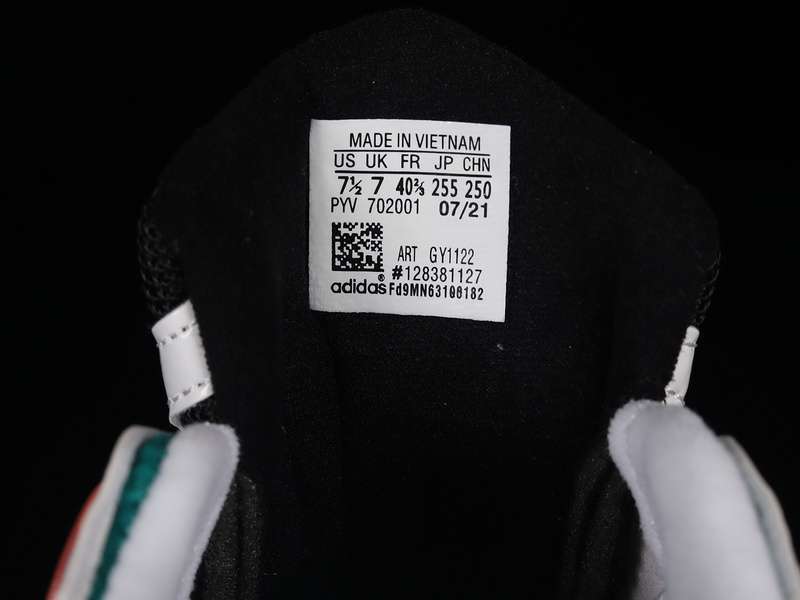 MADE IN VIETNAM
US UK FR JP CHN
7½ 7 40⅔ 255 250
PYV 702001 07/21
ART GY1122
#128381127
adidas® Fd9MN63108182